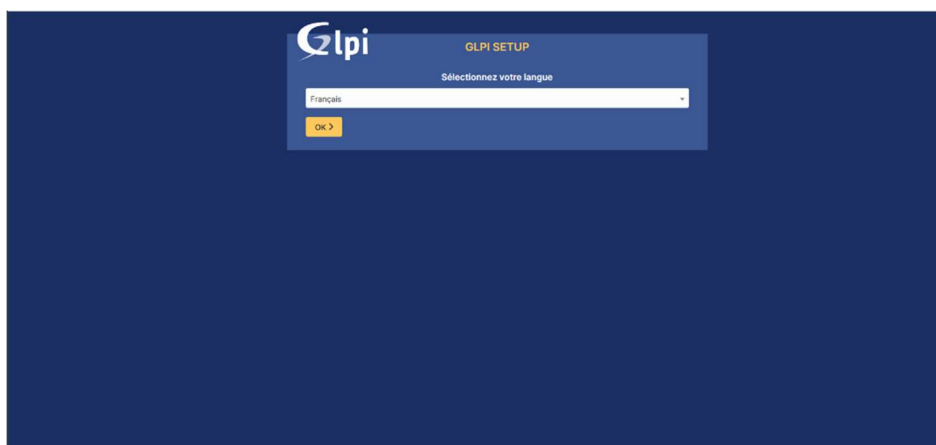 Glpi
GLPI SETUP
Sélectionnez votre langue
Français
OK >